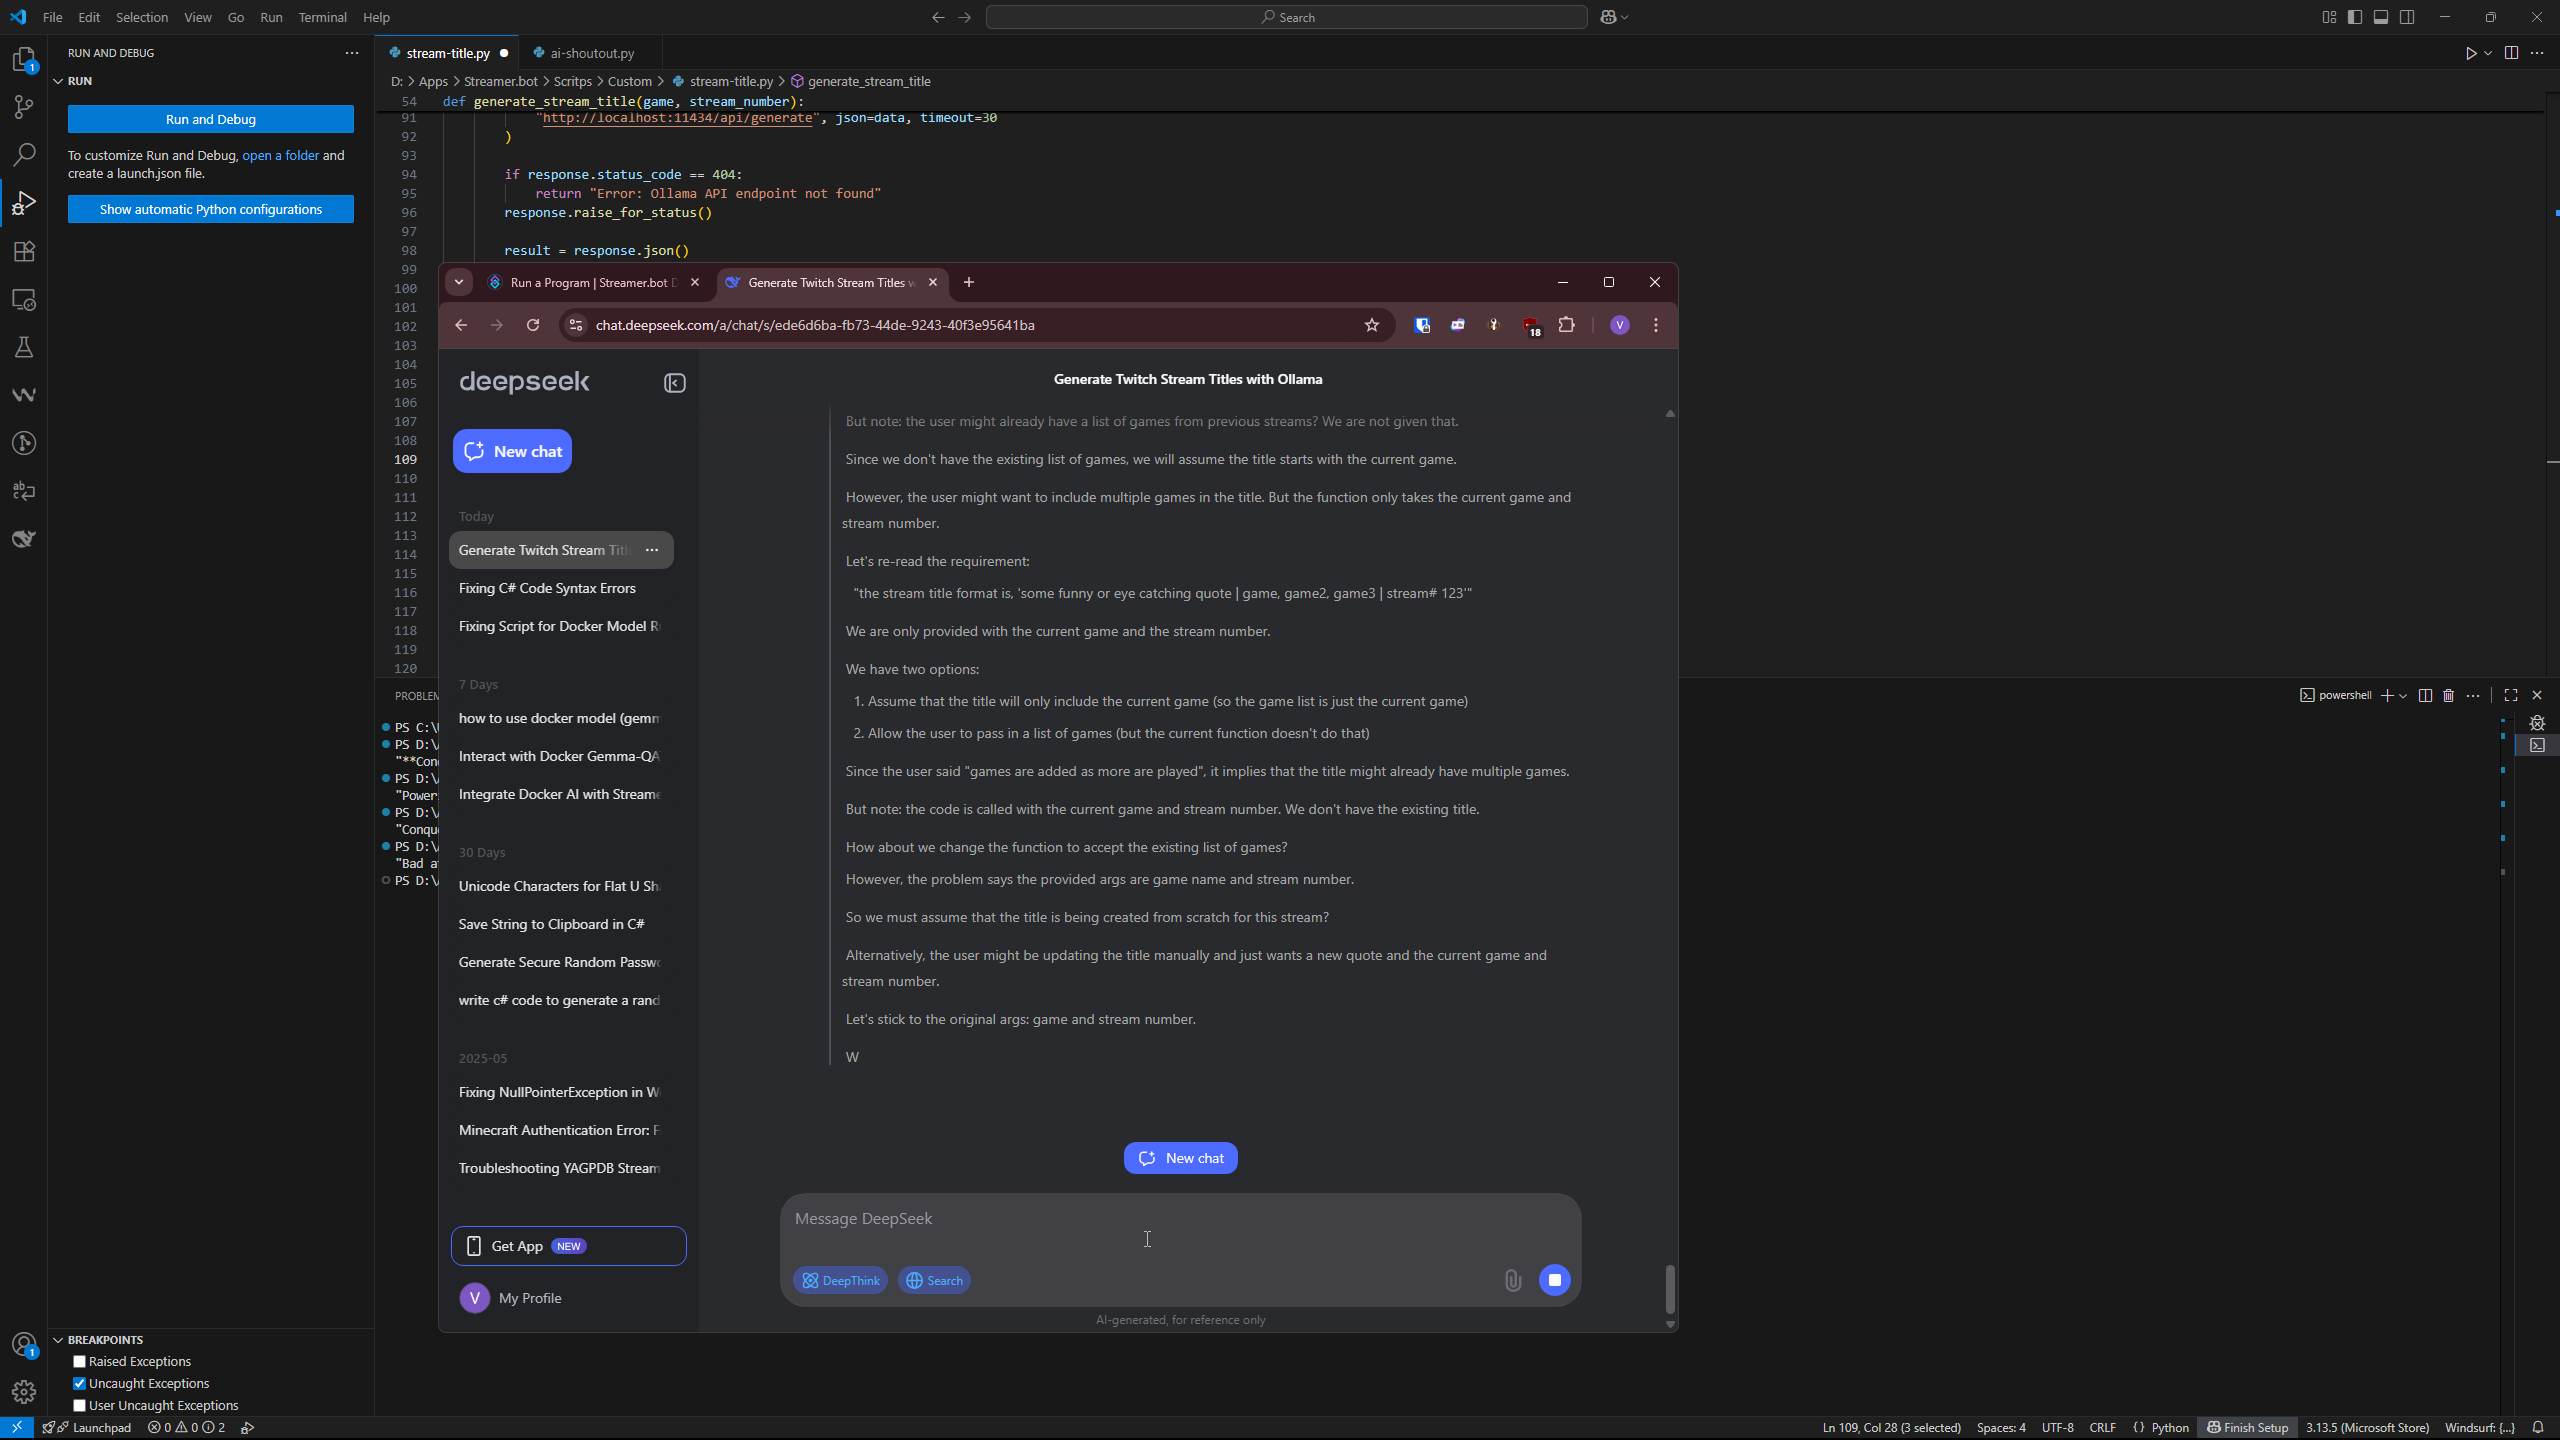 File Edit Selection View Go Run Terminal Help
Search
RUN AND DEBUG
RUN
Run and Debug
To customize Run and Debug, open a folder and
create a launch.json file.
Show automatic Python configurations
stream-title.py
ai-shoutout.py
D: > Apps > Streamer.bot > Scritps > Custom > stream-title.py > generate_stream_title
54 def generate_stream_title(game, stream_number):
91 "http://localhost:11434/api/generate", json=data, timeout=30
92 )
93
94 if response.status_code == 404:
95 return "Error: Ollama API endpoint not found"
96 response.raise_for_status()
97
98 result = response.json()
99
100
101
102
103
104
105
106
107
108
109
110
111
112
113
114
115
116
117
118
119
120
Run a Program | Streamer.bot
Generate Twitch Stream Titles
chat.deepseek.com/a/chat/s/ede6d6ba-fb73-44de-9243-40f3e95641ba
18
V
deepseek
New chat
Today
Generate Twitch Stream
Fixing C# Code Syntax Errors
Fixing Script for Docker Model
7 Days
how to use docker model
Interact with Docker Gemma-QA
Integrate Docker AI with
30 Days
Unicode Characters for Flat U
Save String to Clipboard in C#
Generate Secure Random
write c# code to generate a
2025-05
Fixing NullPointerException in
Minecraft Authentication Error:
Troubleshooting YAGPDB
Get App NEW
V My Profile
Generate Twitch Stream Titles with Ollama
But note: the user might already have a list of games from previous streams? We are not given that.
Since we don't have the existing list of games, we will assume the title starts with the current game.
However, the user might want to include multiple games in the title. But the function only takes the current game and
stream number.
Let's re-read the requirement:
"the stream title format is, 'some funny or eye catching quote | game, game2, game3 | stream# 123'"
We are only provided with the current game and the stream number.
We have two options:
1. Assume that the title will only include the current game (so the game list is just the current game)
2. Allow the user to pass in a list of games (but the current function doesn't do that)
Since the user said "games are added as more are played", it implies that the title might already have multiple games.
But note: the code is called with the current game and stream number. We don't have the existing title.
How about we change the function to accept the existing list of games?
However, the problem says the provided args are game name and stream number.
So we must assume that the title is being created from scratch for this stream?
Alternatively, the user might be updating the title manually and just wants a new quote and the current game and
stream number.
Let's stick to the original args: game and stream number.
W
New chat
Message DeepSeek
DeepThink
Search
AI-generated, for reference only
PS C:\
PS D:\
PS D:\
PS D:\
PS D:\
"Bad
PS D:\
powershell
BREAKPOINTS
Raised Exceptions
Uncaught Exceptions
User Uncaught Exceptions
Launchpad
0 0 2
Ln 109, Col 28 (3 selected) Spaces: 4 UTF-8 CRLF {} Python Finish Setup 3.13.5 (Microsoft Store) Windsurf: {...}